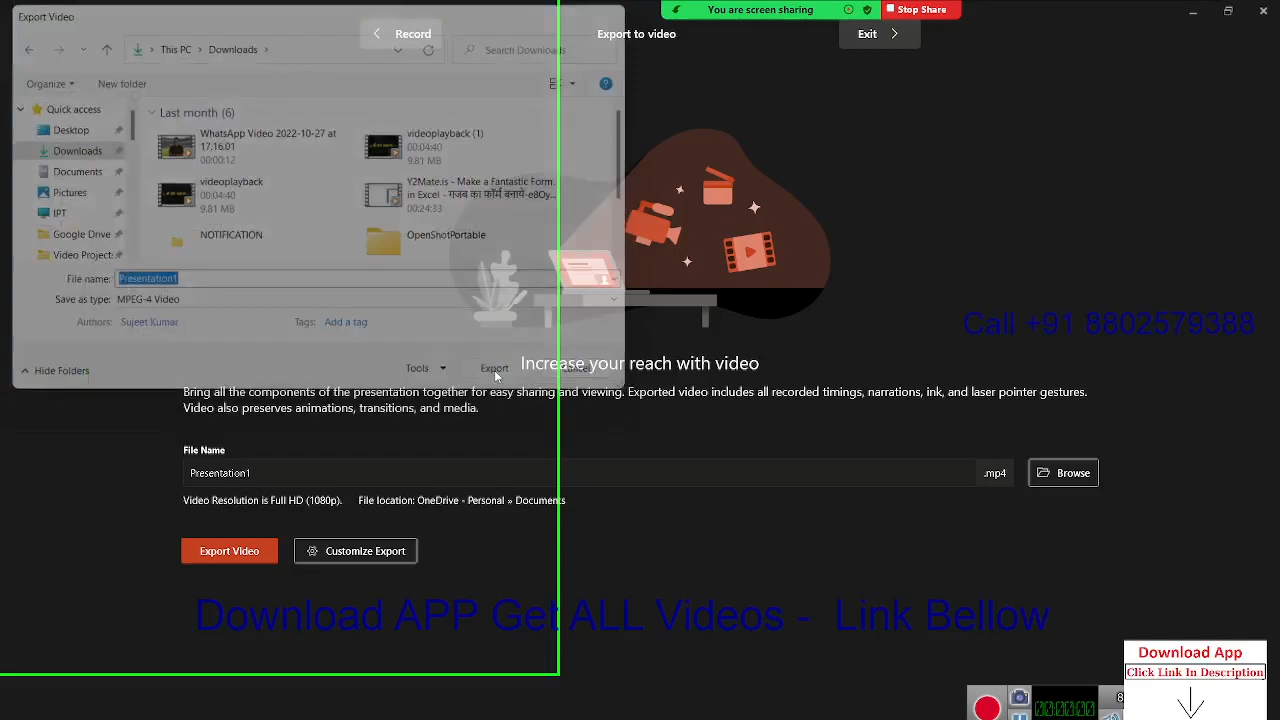 Export Video
This PC
Downloads
Search Downloads
Organize
New folder
Quick access
Desktop
Downloads
Documents
Pictures
IPT
Google Drive
Video Project
Last month (6)
WhatsApp Video 2022-10-27 at
17.16.01
00:00:12
videoplayback (1)
00:04:40
9.81 MB
videoplayback
00:04:40
9.81 MB
Y2Mate.is - Make a Fantastic Form
in Excel - गजब का फॉर्म बनाये-e8Oy...
00:24:33
NOTIFICATION
OpenShotPortable
File name: Presentation1
Save as type: MPEG-4 Video
Authors: Sujeet Kumar
Tags: Add a tag
Hide Folders
Tools
Export
You are screen sharing
Stop Share
Record
Export to video
Exit
Call +91 8802579388
Increase your reach with video
Bring all the components of the presentation together for easy sharing and viewing. Exported video includes all recorded timings, narrations, ink, and laser pointer gestures.
Video also preserves animations, transitions, and media.
File Name
Presentation1
.mp4
Browse
Video Resolution is Full HD (1080p).
File location: OneDrive - Personal » Documents
Export Video
Customize Export
Download APP Get ALL Videos - Link Bellow
Download App
Click Link In Description
00:00:00